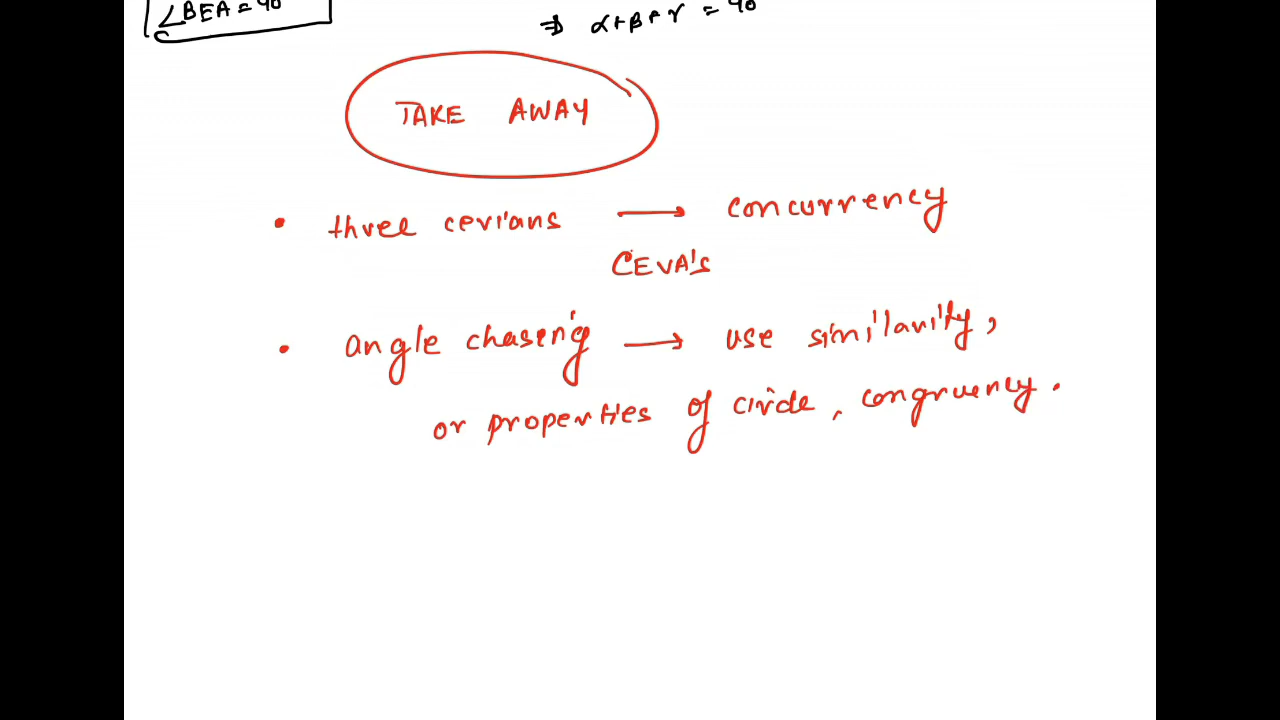 ∠BEA = 90
⇒ α+β+γ = 90
TAKE AWAY
• three cevians ⟶ concurrency
CEVA's
• angle chasing ⟶ use similarity,
or properties of circle, congruency.